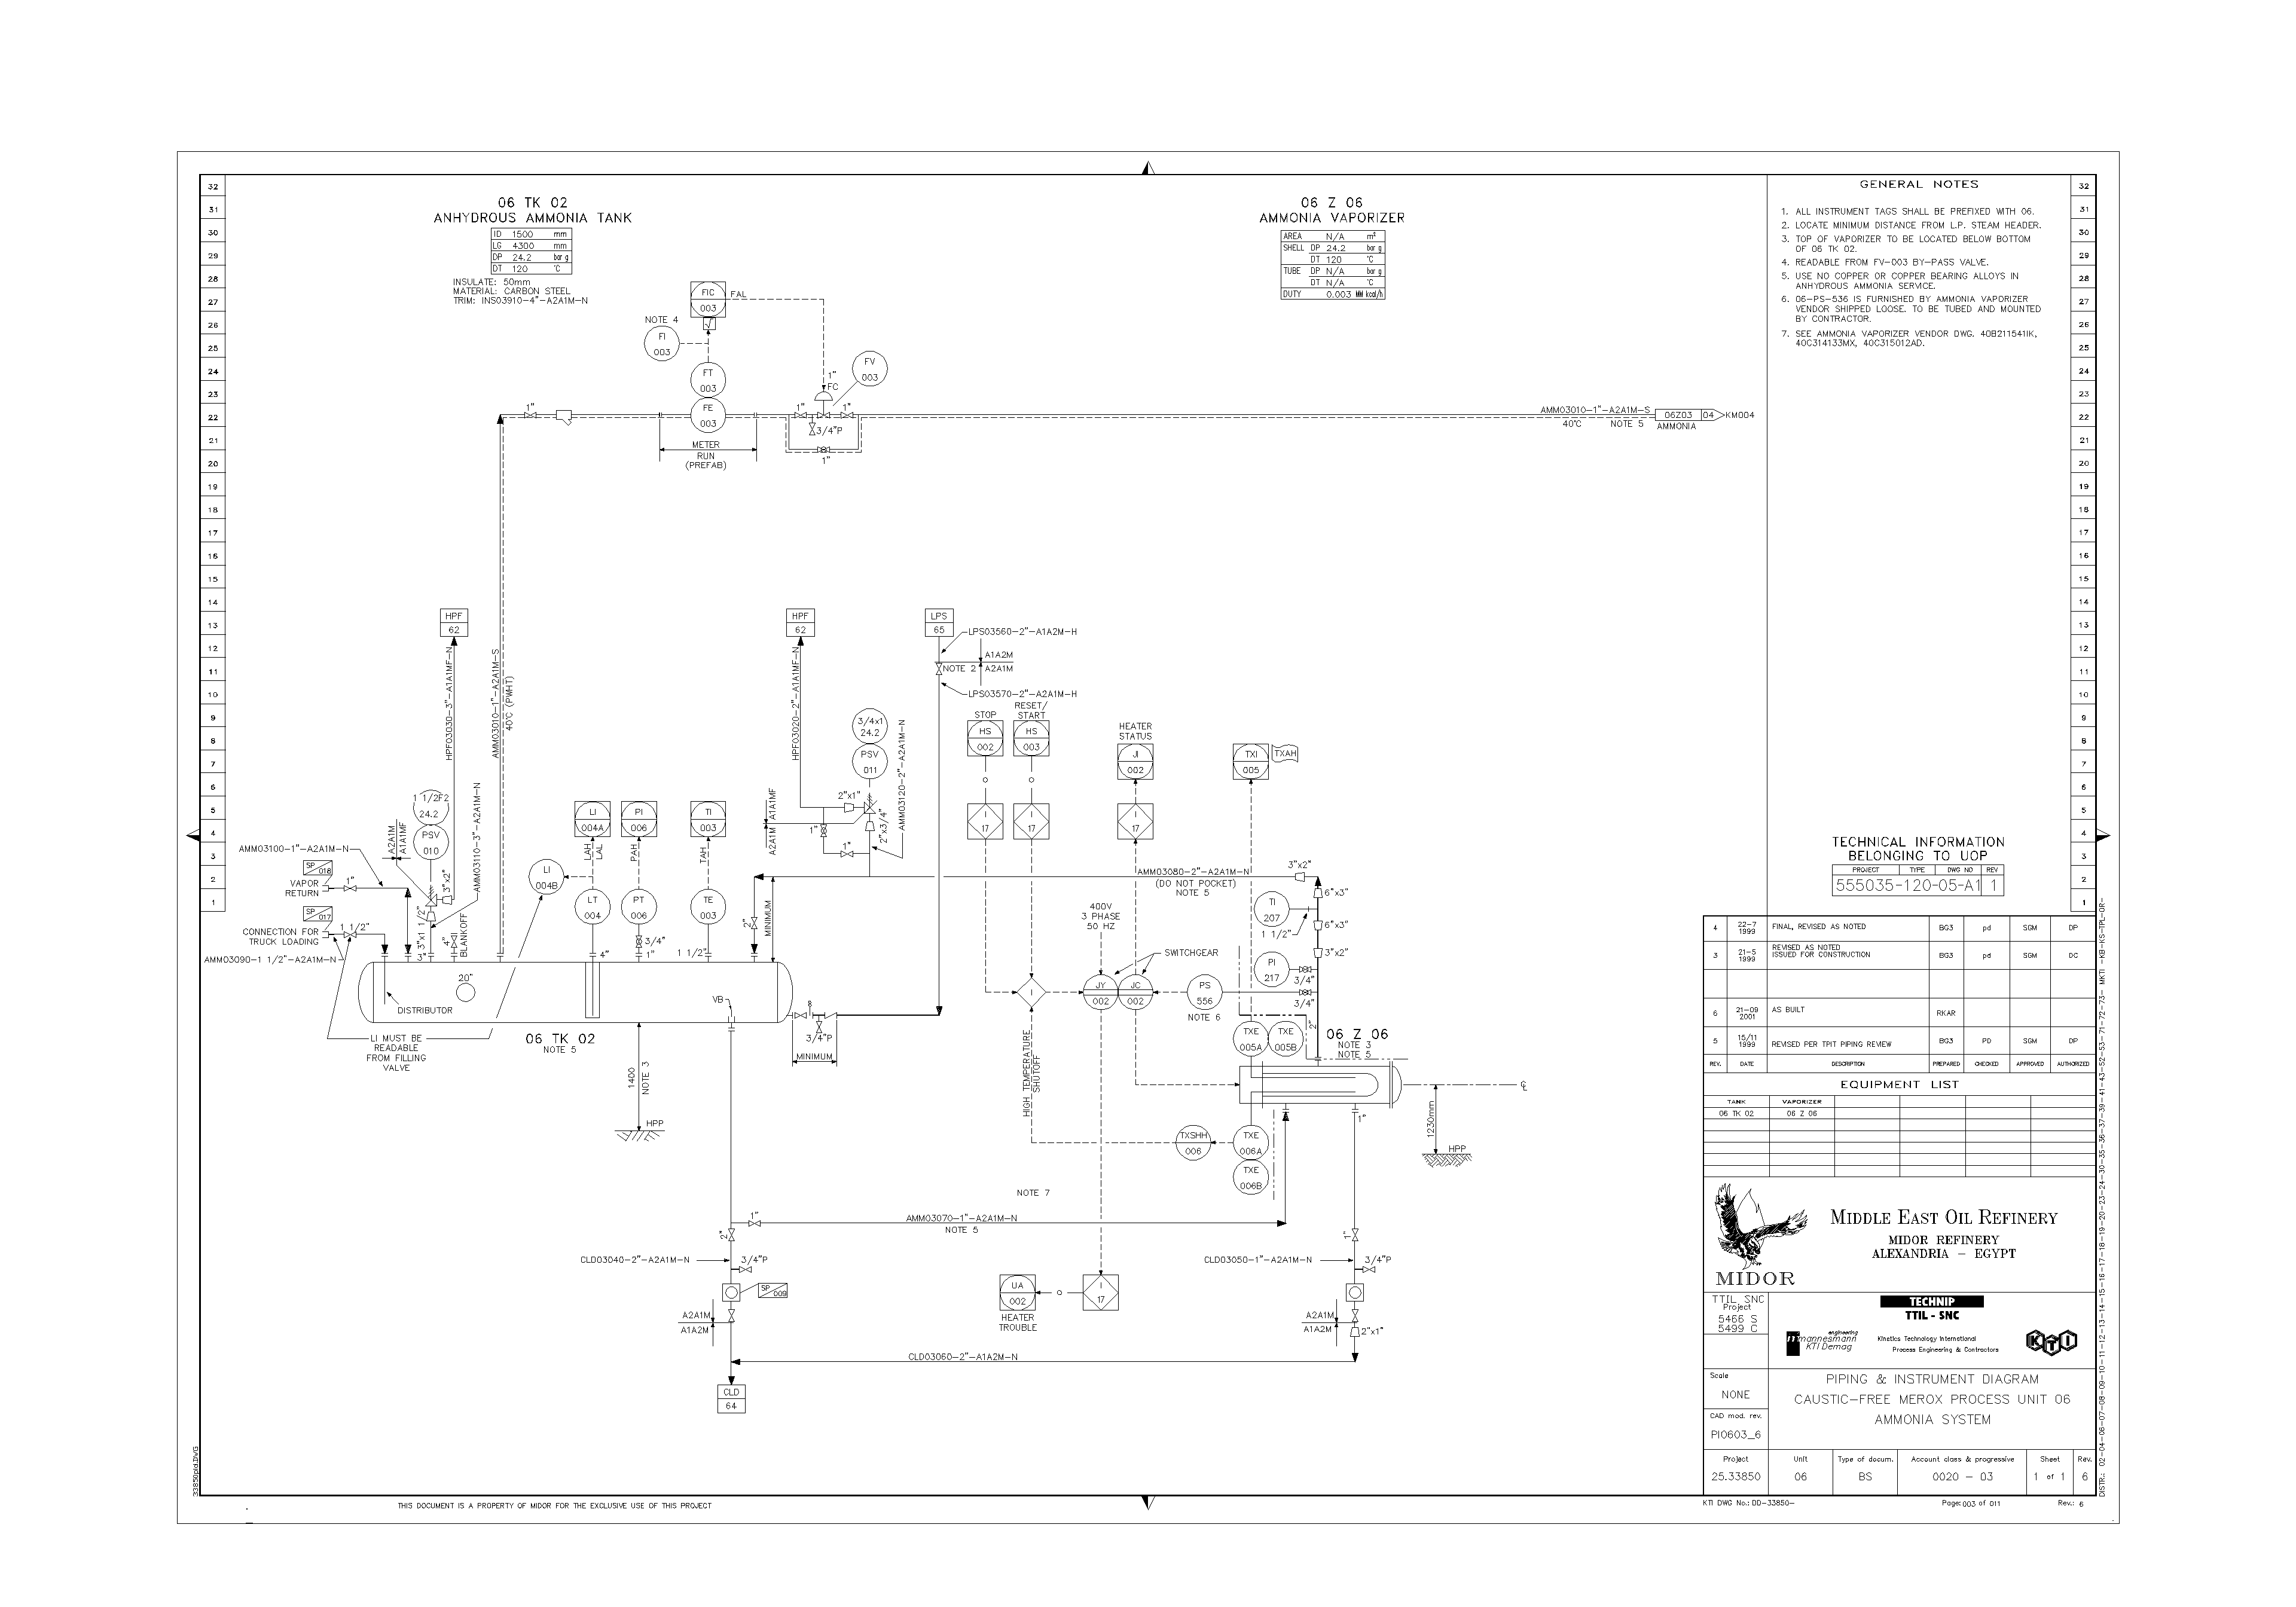 06 TK 02
ANHYDROUS AMMONIA TANK
ID 1500 mm
LG 4300 mm
DP 24.2 bar g
DT 120 °C
INSULATE: 50mm
MATERIAL: CARBON STEEL
TRIM: INS03910-4"-A2A1M-N
06 Z 06
AMMONIA VAPORIZER
AREA N/A m²
SHELL DP 24.2 bar g
DT 120 °C
TUBE DP N/A bar g
DT N/A °C
DUTY 0.003 MM kcal/h
GENERAL NOTES
1. ALL INSTRUMENT TAGS SHALL BE PREFIXED WITH 06.
2. LOCATE MINIMUM DISTANCE FROM L.P. STEAM HEADER.
3. TOP OF VAPORIZER TO BE LOCATED BELOW BOTTOM
OF 06 TK 02.
4. READABLE FROM FV-003 BY-PASS VALVE.
5. USE NO COPPER OR COPPER BEARING ALLOYS IN
ANHYDROUS AMMONIA SERVICE.
6. 06-PS-536 IS FURNISHED BY AMMONIA VAPORIZER
VENDOR SHIPPED LOOSE. TO BE TUBED AND MOUNTED
BY CONTRACTOR.
7. SEE AMMONIA VAPORIZER VENDOR DWG. 40B211541IK,
40C314133MX, 40C315012AD.
32
31
30
29
28
27
26
25
24
23
22
21
20
19
18
17
16
15
14
13
12
11
10
9
8
7
6
5
4
3
2
1
32
31
30
29
28
27
26
25
24
23
22
21
20
19
18
17
16
15
14
13
12
11
10
9
8
7
6
5
4
3
2
1
FIC
003
FAL
NOTE 4
FI
003
FT
003
FE
003
FV
003
1"
FC
1"
1"
1"
3/4"P
1"
METER
RUN
(PREFAB)
AMM03010-1"-A2A1M-S
40°C NOTE 5
06Z03 04 KM004
AMMONIA
HPF
62
HPF
62
LPS
65
LPS03560-2"-A1A2M-H
A1A2M
NOTE 2 A2A1M
LPS03570-2"-A2A1M-H
HPF03030-3"-A1A1MF-N
AMM03010-1"-A2A1M-S
40°C (PWHT)
HPF03020-2"-A1A1MF-N
AMM03120-2"-A2A1M-N
AMM03110-3"-A2A1M-N
3/4x1
24.2
PSV
011
2"x1"
2"x3/4"
A2A1M A1A1MF
1"
1"
STOP
HS
002
RESET/
START
HS
003
HEATER
STATUS
JI
002
TXI
005
TXAH
I
17
I
17
I
17
1 1/2F2
24.2
PSV
010
A2A1M
A1A1MF
3"x2"
3"x1 1/2"
3"
4"
BLANKOFF
AMM03100-1"-A2A1M-N
SP
018
VAPOR
RETURN
1"
SP
017
CONNECTION FOR
TRUCK LOADING
1 1/2"
AMM03090-1 1/2"-A2A1M-N
LI
004A
LAH
LAL
LI
004B
LT
004
PI
006
PAH
PT
006
TI
003
TAH
TE
003
4"
3/4"
1"
1 1/2"
2"
MINIMUM
20"
DISTRIBUTOR
VB
06 TK 02
NOTE 5
LI MUST BE
READABLE
FROM FILLING
VALVE
1400
NOTE 3
HPP
3/4"P
MINIMUM
AMM03080-2"-A2A1M-N
(DO NOT POCKET)
NOTE 5
3"x2"
6"x3"
6"x3"
3"x2"
TI
207
1 1/2"
PI
217
3/4"
3/4"
400V
3 PHASE
50 HZ
SWITCHGEAR
I
JY
002
JC
002
PS
556
NOTE 6
HIGH TEMPERATURE
SHUTOFF
TXE
005A
TXE
005B
2"
06 Z 06
NOTE 3
NOTE 5
TXSHH
006
TXE
006A
TXE
006B
1"
1230mm
HPP
NOTE 7
1"
AMM03070-1"-A2A1M-N
NOTE 5
2"
CLD03040-2"-A2A1M-N
3/4"P
SP
009
A2A1M
A1A2M
1"
CLD03050-1"-A2A1M-N
3/4"P
A2A1M
A1A2M
2"x1"
UA
002
HEATER
TROUBLE
I
17
CLD03060-2"-A1A2M-N
CLD
64
TECHNICAL INFORMATION
BELONGING TO UOP
PROJECT TYPE DWG NO REV
555035-120-05-A1 1
4 22-7 1999 FINAL, REVISED AS NOTED BG3 pd SGM DP
3 21-5 1999 REVISED AS NOTED ISSUED FOR CONSTRUCTION BG3 pd SGM DC
6 21-09 2001 AS BUILT RKAR
5 15/11 1999 REVISED PER TPIT PIPING REVIEW BG3 PD SGM DP
REV. DATE DESCRIPTION PREPARED CHECKED APPROVED AUTHORIZED
EQUIPMENT LIST
TANK VAPORIZER
06 TK 02 06 Z 06
MIDOR
MIDDLE EAST OIL REFINERY
MIDOR REFINERY
ALEXANDRIA - EGYPT
TTIL SNC
Project
5466 S
5499 C
TECHNIP
TTIL - SNC
mannesmann
engineering
KTI Demag
Kinetics Technology International
Process Engineering & Contractors
KTI
Scale
NONE
CAD mod. rev.
PI0603_6
PIPING & INSTRUMENT DIAGRAM
CAUSTIC-FREE MEROX PROCESS UNIT 06
AMMONIA SYSTEM
Project Unit Type of docum. Account class & progressive Sheet Rev.
25.33850 06 BS 0020 - 03 1 of 1 6
KTI DWG No.: DD-33850- Page: 003 of 011 Rev.: 6
THIS DOCUMENT IS A PROPERTY OF MIDOR FOR THE EXCLUSIVE USE OF THIS PROJECT
33850pid.DWG